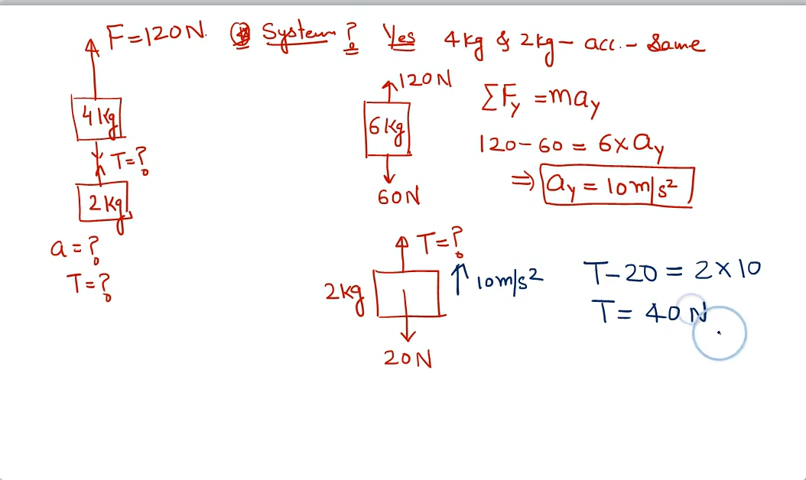 F=120N. System? Yes 4kg & 2kg- acc.- Same
4kg
T=?
2kg
a=?
T=?
120N
6kg
60N
ΣFy = may
120-60 = 6×ay
⇒ ay = 10m/s²
T=?
2kg
↑10m/s²
20N
T-20 = 2×10
T= 40N